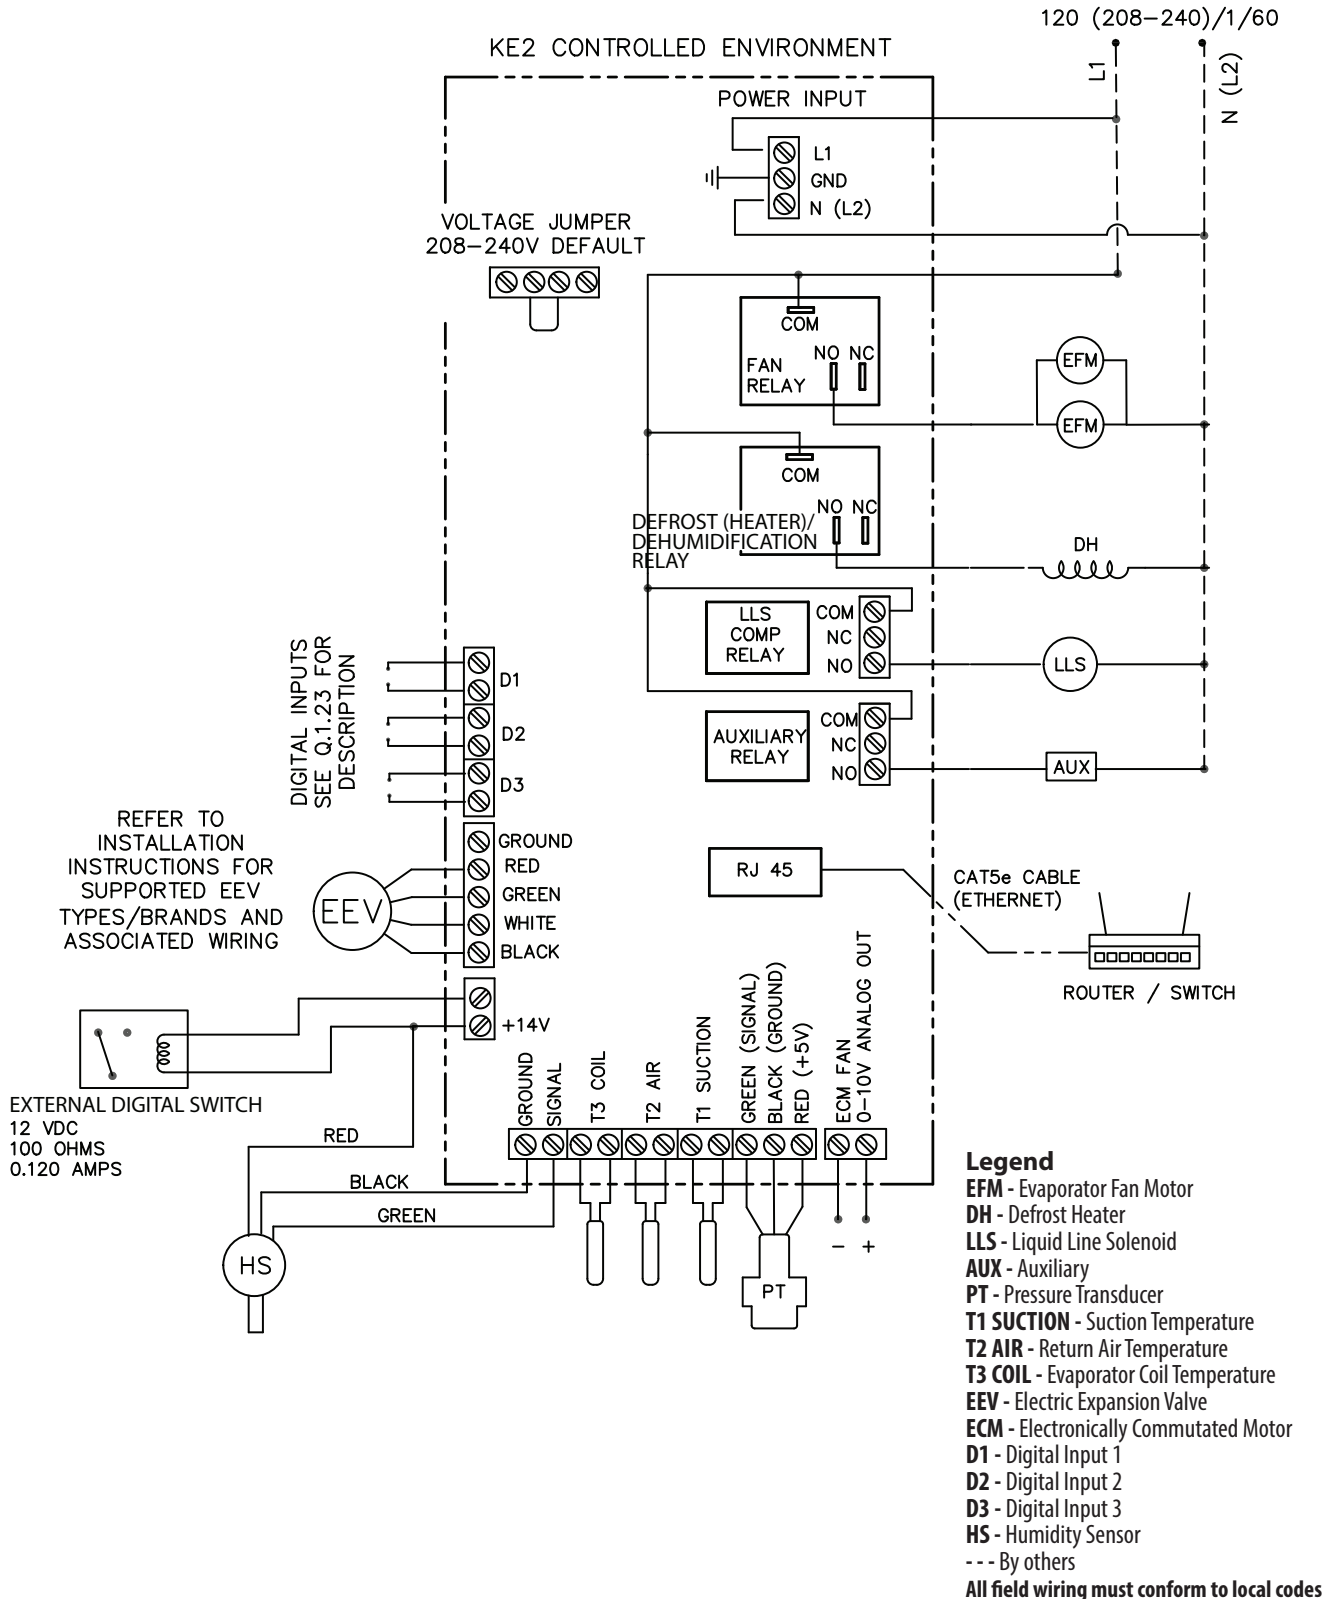 120 (208-240)/1/60
KE2 CONTROLLED ENVIRONMENT
L1
N (L2)
POWER INPUT
L1
GND
N (L2)
VOLTAGE JUMPER
208-240V DEFAULT
COM
NO NC
FAN
RELAY
EFM
EFM
COM
NO NC
DEFROST (HEATER)/
DEHUMIDIFICATION
RELAY
DH
LLS
COMP
RELAY
COM
NC
NO
LLS
AUXILIARY
RELAY
COM
NC
NO
AUX
DIGITAL INPUTS
SEE Q.1.23 FOR
DESCRIPTION
D1
D2
D3
REFER TO
INSTALLATION
INSTRUCTIONS FOR
SUPPORTED EEV
TYPES/BRANDS AND
ASSOCIATED WIRING
EEV
GROUND
RED
GREEN
WHITE
BLACK
RJ 45
CAT5e CABLE
(ETHERNET)
ROUTER / SWITCH
+14V
EXTERNAL DIGITAL SWITCH
12 VDC
100 OHMS
0.120 AMPS
GROUND
SIGNAL
T3 COIL
T2 AIR
T1 SUCTION
GREEN (SIGNAL)
BLACK (GROUND)
RED (+5V)
ECM FAN
0-10V ANALOG OUT
RED
BLACK
GREEN
HS
PT
- +
Legend
EFM - Evaporator Fan Motor
DH - Defrost Heater
LLS - Liquid Line Solenoid
AUX - Auxiliary
PT - Pressure Transducer
T1 SUCTION - Suction Temperature
T2 AIR - Return Air Temperature
T3 COIL - Evaporator Coil Temperature
EEV - Electric Expansion Valve
ECM - Electronically Commutated Motor
D1 - Digital Input 1
D2 - Digital Input 2
D3 - Digital Input 3
HS - Humidity Sensor
- - - By others
All field wiring must conform to local codes